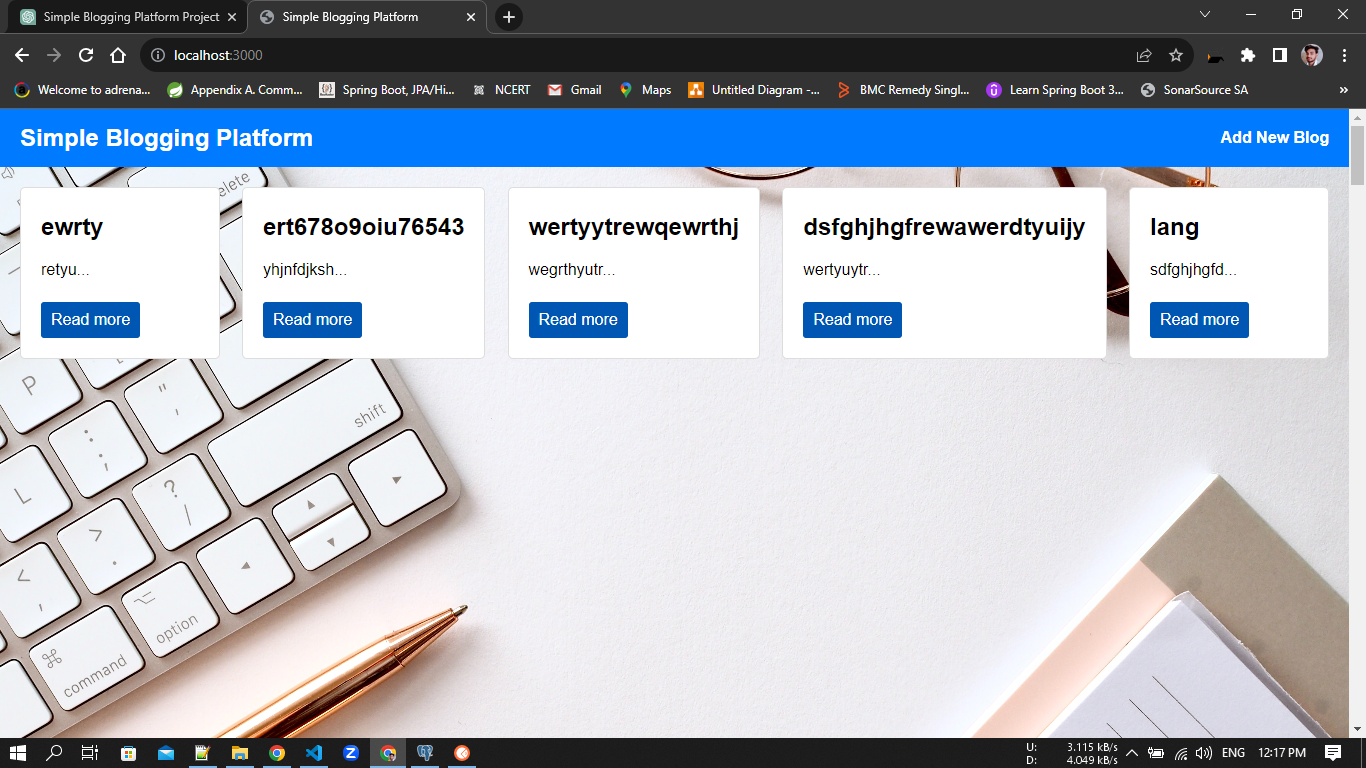 Simple Blogging Platform Project
Simple Blogging Platform
localhost:3000
Welcome to adrena...
Appendix A. Comm...
Spring Boot, JPA/Hi...
NCERT
Gmail
Maps
Untitled Diagram -...
BMC Remedy Singl...
Learn Spring Boot 3...
SonarSource SA
»
Simple Blogging Platform
Add New Blog
delete
ewrty
ert678o9oiu76543
wertyytrewqewrthj
dsfghjhgfrewawerdtyuijy
lang
retyu...
yhjnfdjksh...
wegrthyutr...
wertyuytr...
sdfghjhgfd...
Read more
Read more
Read more
Read more
Read more
P
" '
shift
: ;
L
? /
> .
< ,
option
command
U: 3.115 kB/s
D: 4.049 kB/s
ENG
12:17 PM